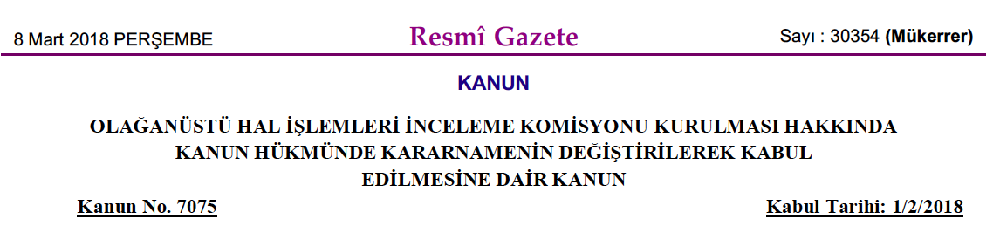 8 Mart 2018 PERŞEMBE Resmî Gazete Sayı : 30354 (Mükerrer)
KANUN
OLAĞANÜSTÜ HAL İŞLEMLERİ İNCELEME KOMİSYONU KURULMASI HAKKINDA
KANUN HÜKMÜNDE KARARNAMENİN DEĞİŞTİRİLEREK KABUL
EDİLMESİNE DAİR KANUN
Kanun No. 7075 Kabul Tarihi: 1/2/2018